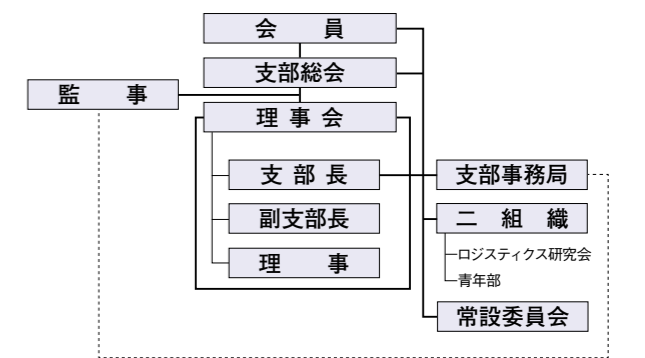 会　員
支部総会
監　事
理 事 会
支 部 長
支部事務局
副支部長
二　組　織
理　事
ロジスティクス研究会
青年部
常設委員会